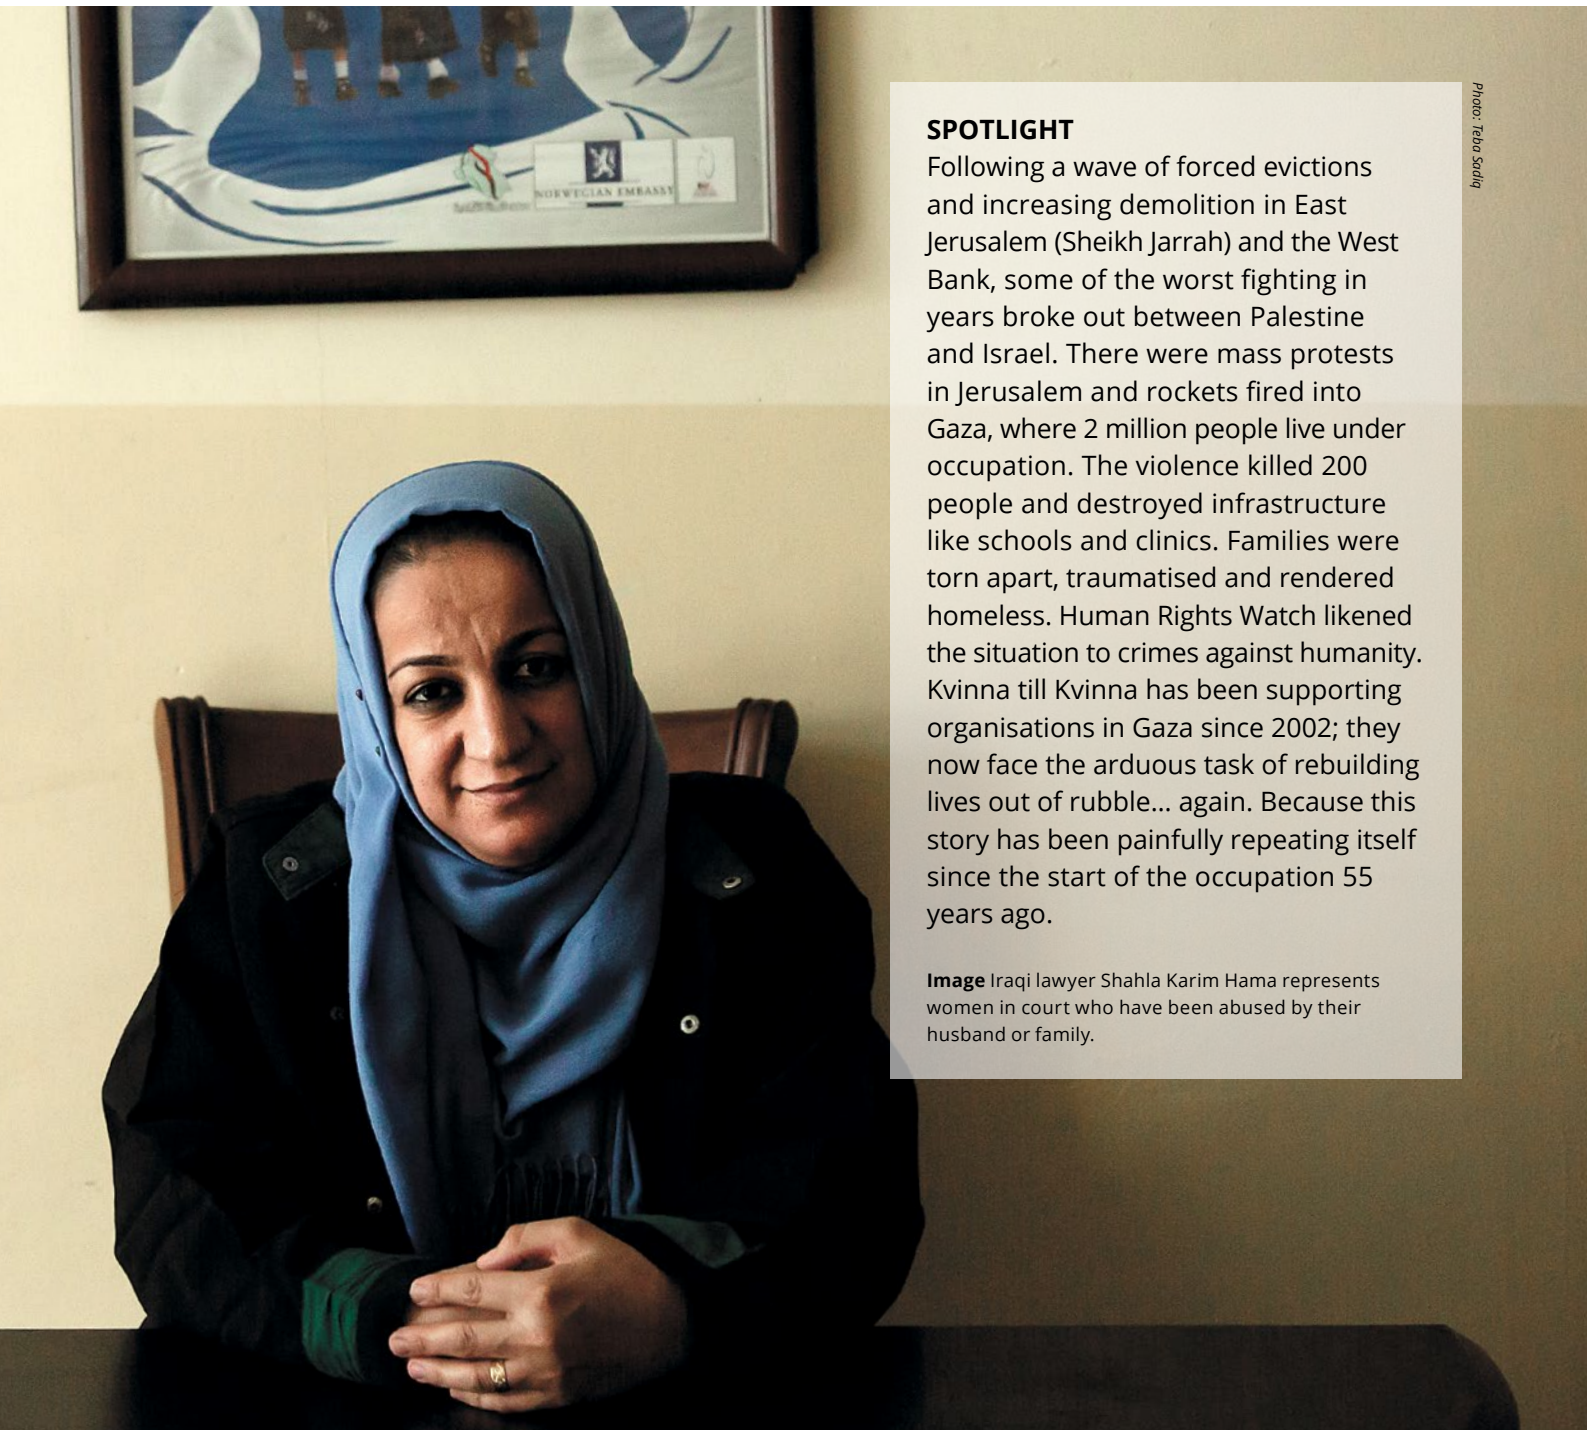 NORWEGIAN EMBASSY
SPOTLIGHT
Following a wave of forced evictions
and increasing demolition in East
Jerusalem (Sheikh Jarrah) and the West
Bank, some of the worst fighting in
years broke out between Palestine
and Israel. There were mass protests
in Jerusalem and rockets fired into
Gaza, where 2 million people live under
occupation. The violence killed 200
people and destroyed infrastructure
like schools and clinics. Families were
torn apart, traumatised and rendered
homeless. Human Rights Watch likened
the situation to crimes against humanity.
Kvinna till Kvinna has been supporting
organisations in Gaza since 2002; they
now face the arduous task of rebuilding
lives out of rubble... again. Because this
story has been painfully repeating itself
since the start of the occupation 55
years ago.
Image Iraqi lawyer Shahla Karim Hama represents
women in court who have been abused by their
husband or family.
Photo: Teba Sadiq